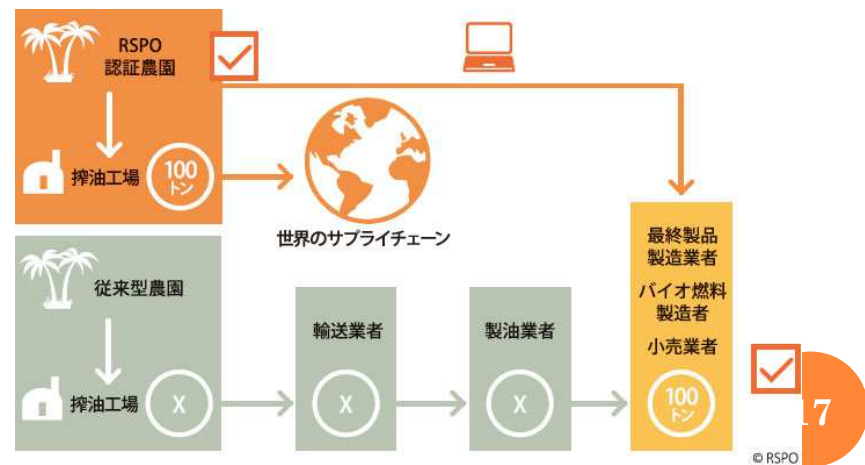 RSPO
認証農園
搾油工場
100
トン
世界のサプライチェーン
従来型農園
搾油工場
X
輸送業者
X
製油業者
X
最終製品
製造業者
バイオ燃料
製造者
小売業者
100
トン
17
© RSPO